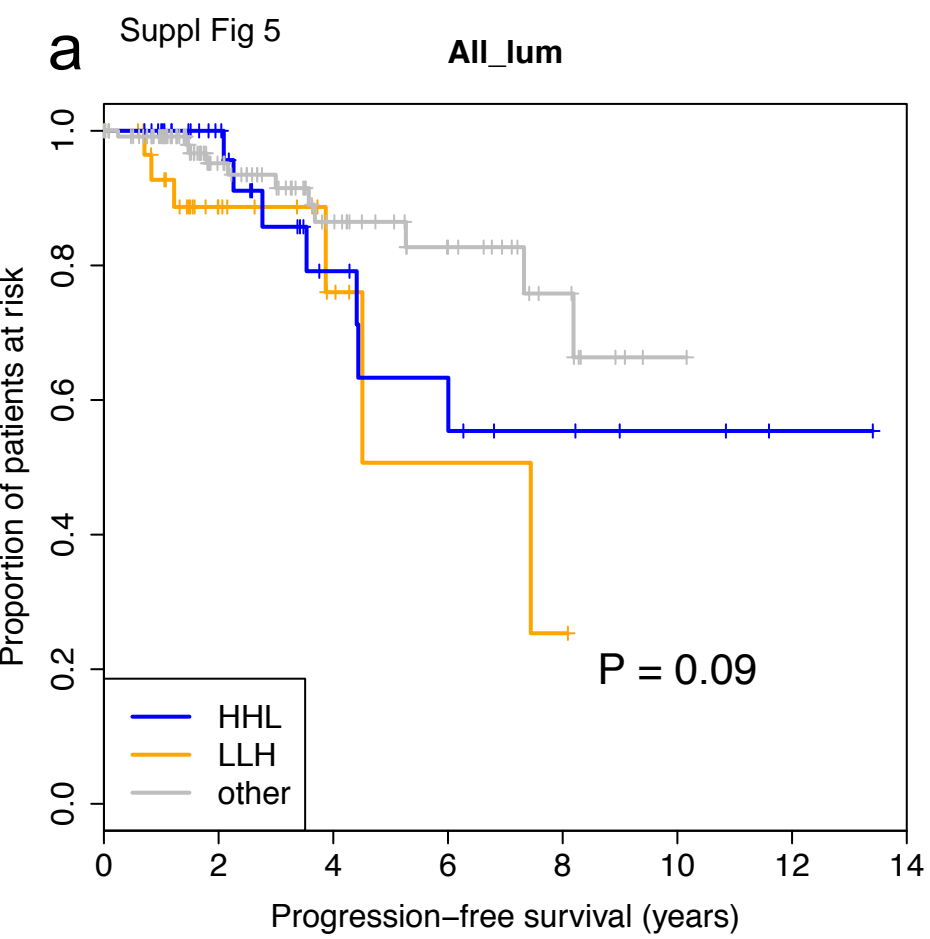 Suppl Fig 5
a
All_lum
Proportion of patients at risk
1.0
0.8
0.6
0.4
0.2
0.0
P = 0.09
HHL
LLH
other
0 2 4 6 8 10 12 14
Progression−free survival (years)